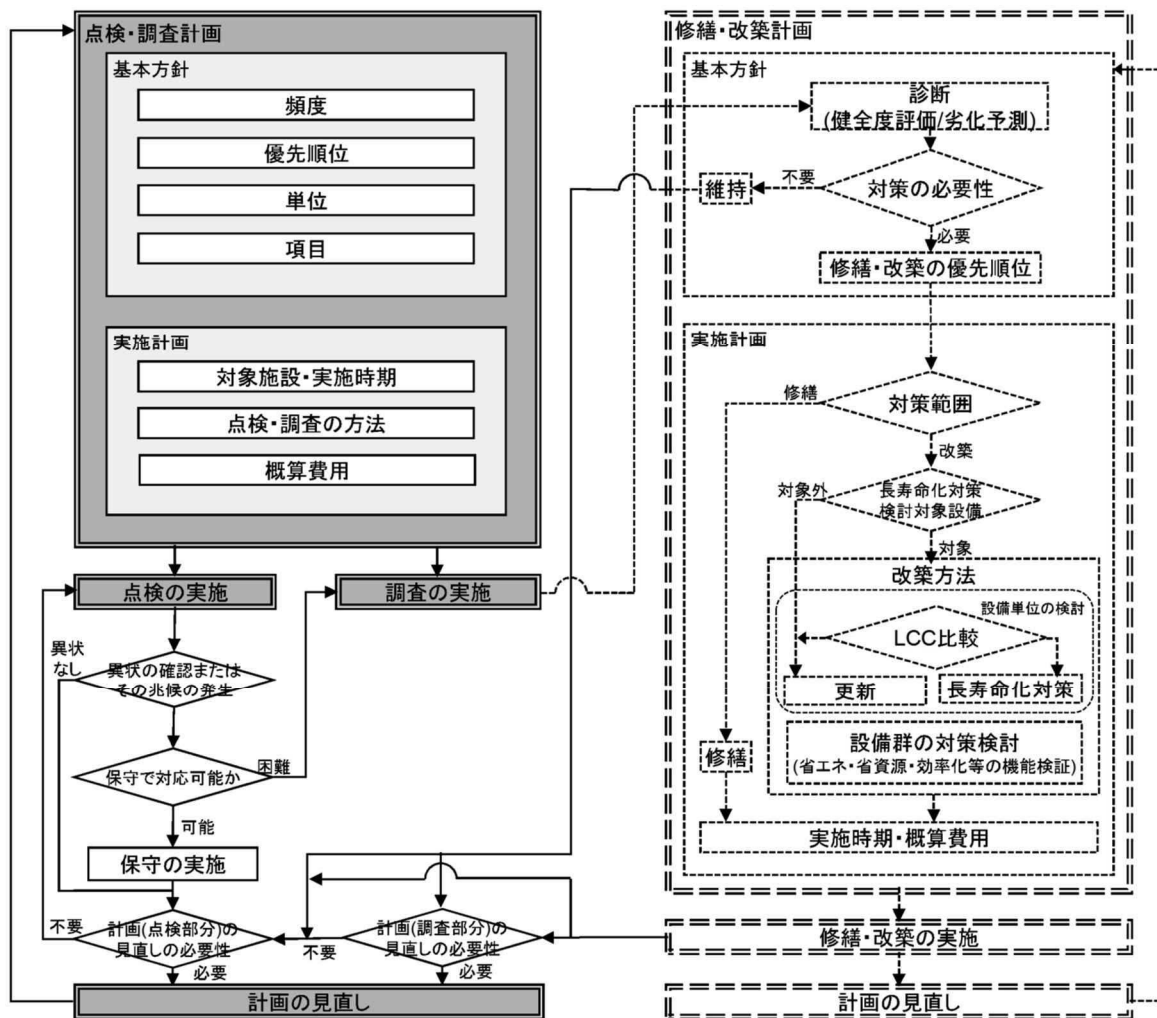 点検・調査計画
基本方針
頻度
優先順位
単位
項目
実施計画
対象施設・実施時期
点検・調査の方法
概算費用
点検の実施
調査の実施
異状
なし
異状の確認または
その兆候の発生
保守で対応可能か
困難
可能
保守の実施
不要
計画(点検部分)の
見直しの必要性
必要
不要
計画(調査部分)の
見直しの必要性
必要
計画の見直し
修繕・改築計画
基本方針
診断
(健全度評価/劣化予測)
維持
不要
対策の必要性
必要
修繕・改築の優先順位
実施計画
修繕
対策範囲
改築
対象外
長寿命化対策
検討対象設備
対象
改築方法
設備単位の検討
LCC比較
更新
長寿命化対策
修繕
設備群の対策検討
(省エネ・省資源・効率化等の機能検証)
実施時期・概算費用
修繕・改築の実施
計画の見直し